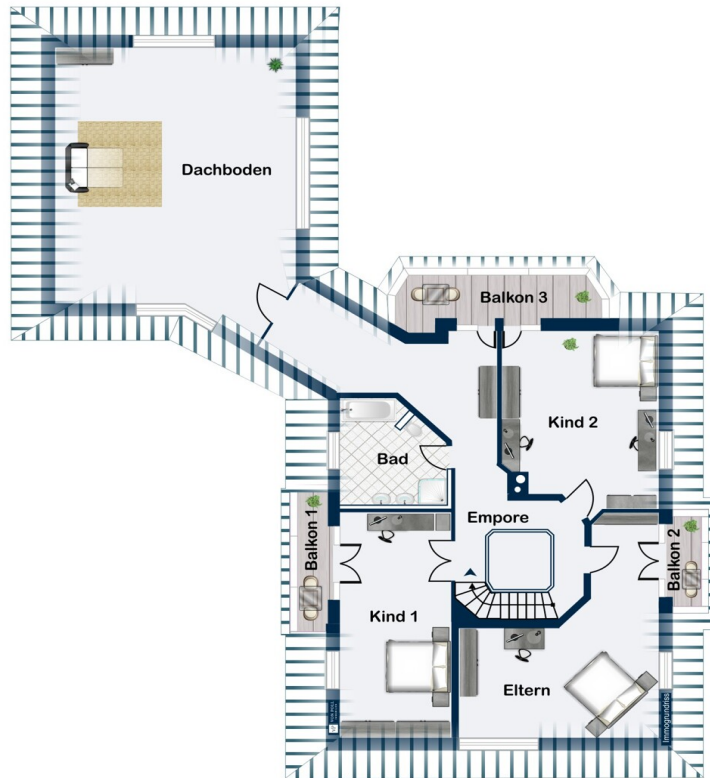 Dachboden
Balkon 3
Kind 2
Bad
Balkon 1
Empore
Balkon 2
Kind 1
Eltern
Immogrundriss